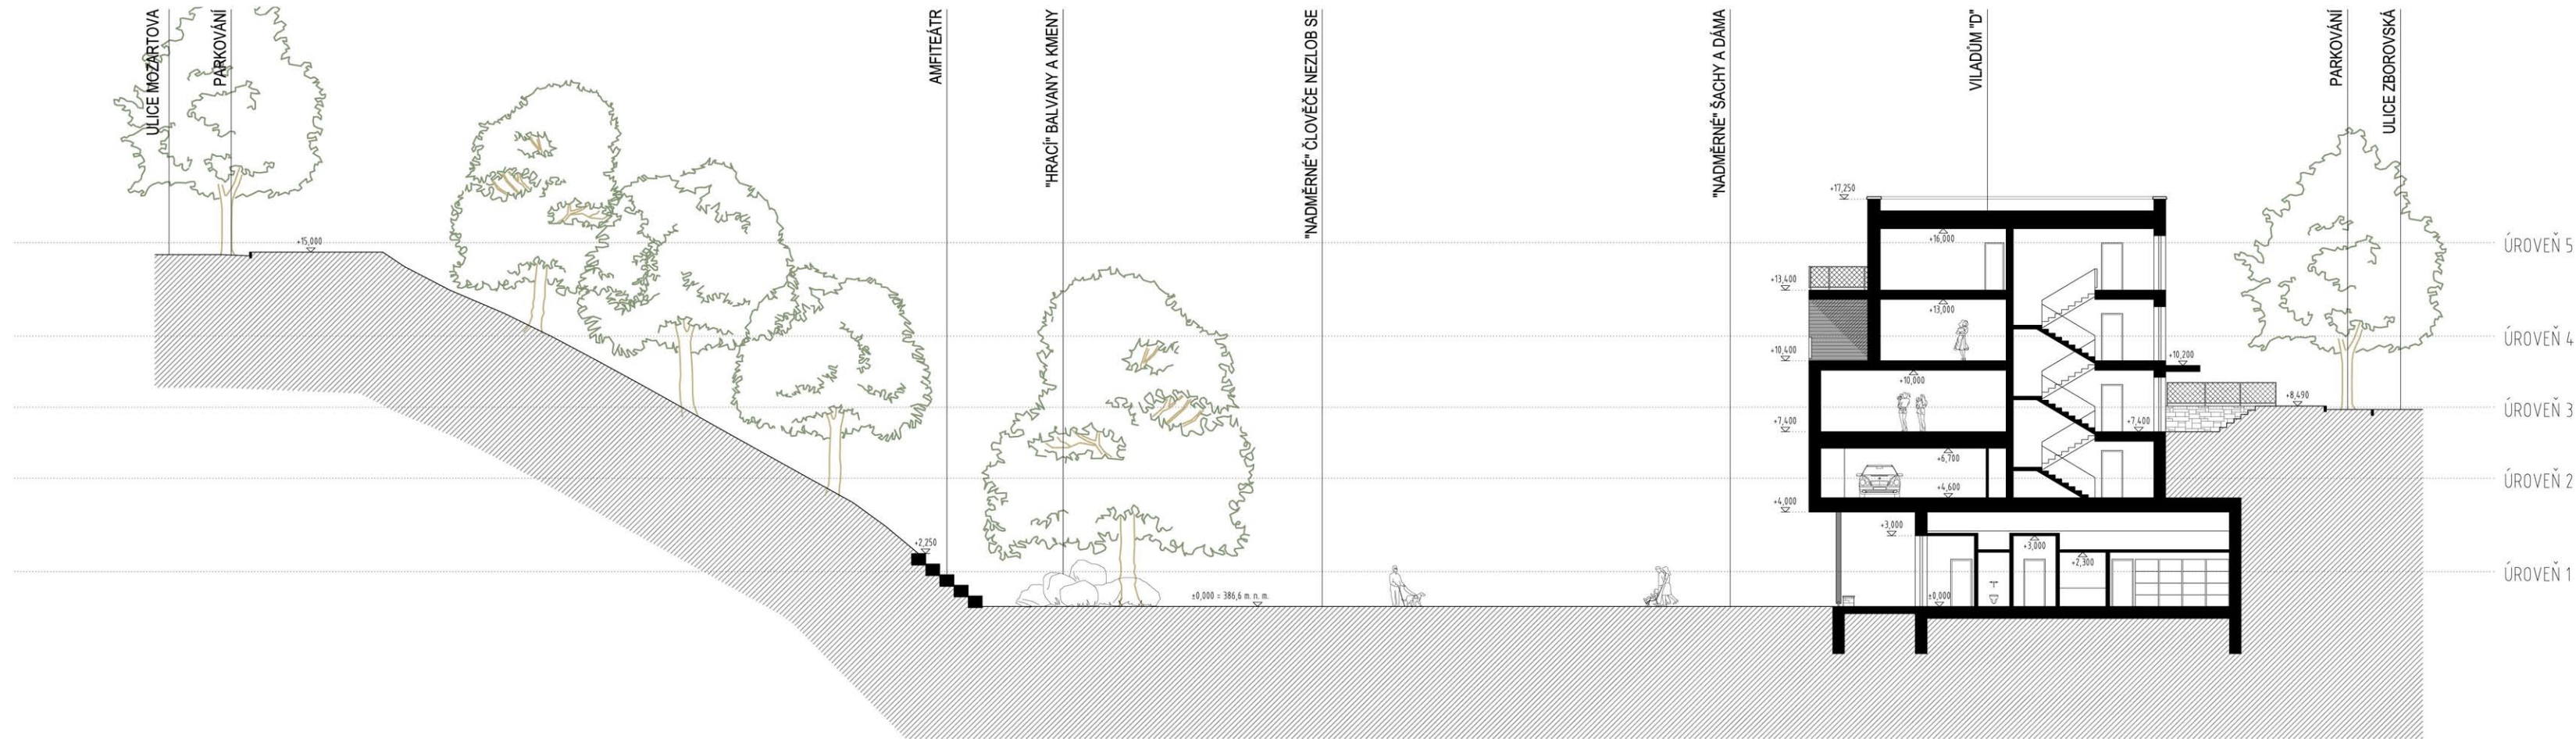 ULICE MOZARTOVA
PARKOVÁNÍ
AMFITEÁTR
"HRACÍ" BALVANY A KMENY
"NADMĚRNÉ" ČLOVĚČE NEZLOB SE
"NADMĚRNÉ" ŠACHY A DÁMA
VILADŮM "D"
PARKOVÁNÍ
ULICE ZBOROVSKÁ
+17,250
+15,000
+16,000
ÚROVEŇ 5
+13,400
+13,000
ÚROVEŇ 4
+10,400
+10,200
+10,000
+8,490
ÚROVEŇ 3
+7,400
+7,400
+6,700
ÚROVEŇ 2
+4,600
+4,000
+3,000
+2,250
+3,000
+2,300
ÚROVEŇ 1
±0,000 = 386,6 m. n. m.
±0,000